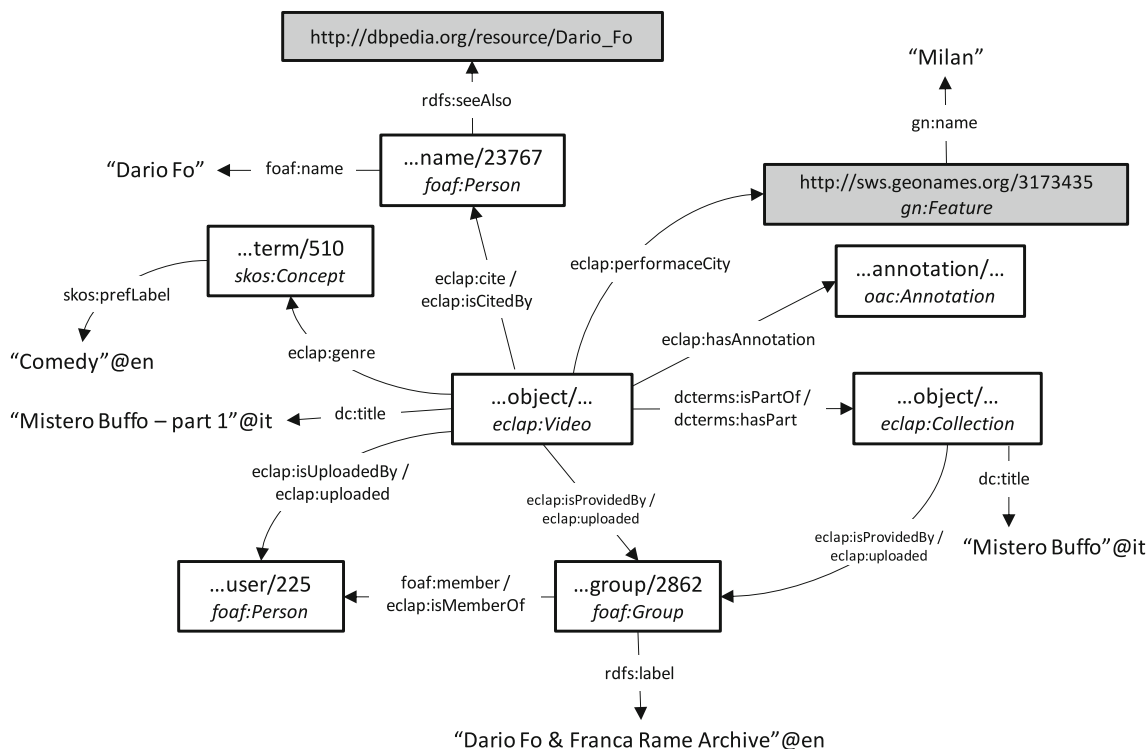 http://dbpedia.org/resource/Dario_Fo
"Milan"
rdfs:seeAlso
gn:name
"Dario Fo"
foaf:name
…name/23767
foaf:Person
http://sws.geonames.org/3173435
gn:Feature
…term/510
skos:Concept
eclap:cite /
eclap:isCitedBy
eclap:performaceCity
…annotation/…
oac:Annotation
skos:prefLabel
"Comedy"@en
eclap:genre
eclap:hasAnnotation
…object/…
eclap:Video
dcterms:isPartOf /
dcterms:hasPart
…object/…
eclap:Collection
"Mistero Buffo – part 1"@it
dc:title
eclap:isUploadedBy /
eclap:uploaded
eclap:isProvidedBy /
eclap:uploaded
dc:title
eclap:isProvidedBy /
eclap:uploaded
"Mistero Buffo"@it
…user/225
foaf:Person
foaf:member /
eclap:isMemberOf
…group/2862
foaf:Group
rdfs:label
"Dario Fo & Franca Rame Archive"@en